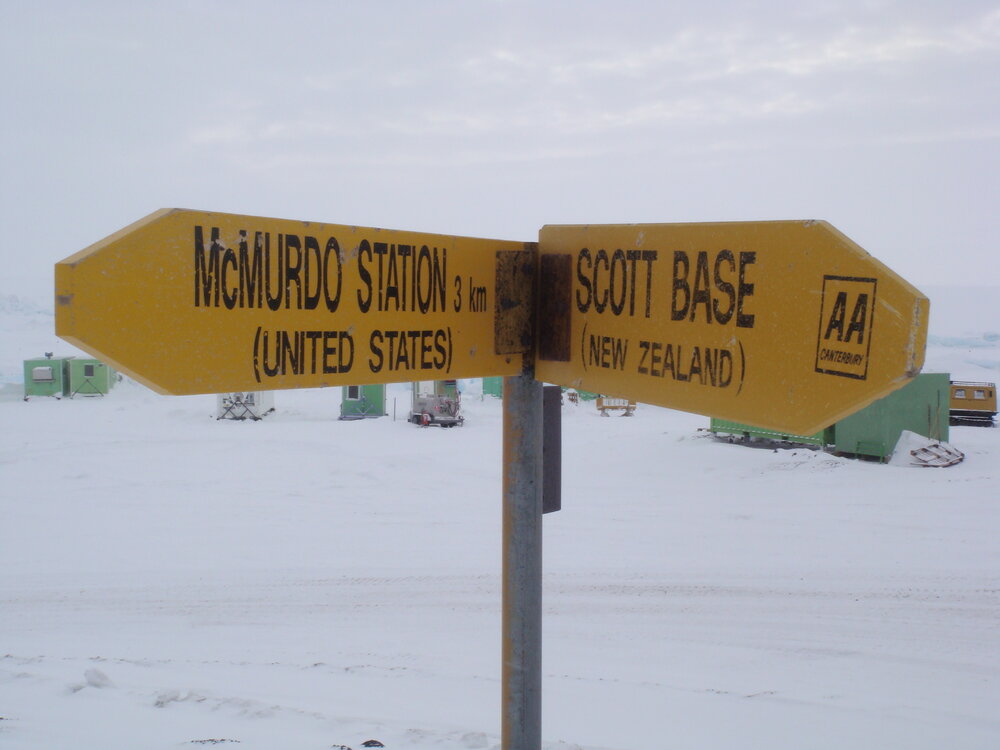 McMURDO STATION 3 km
(UNITED STATES)
SCOTT BASE
(NEW ZEALAND)
AA
CANTERBURY